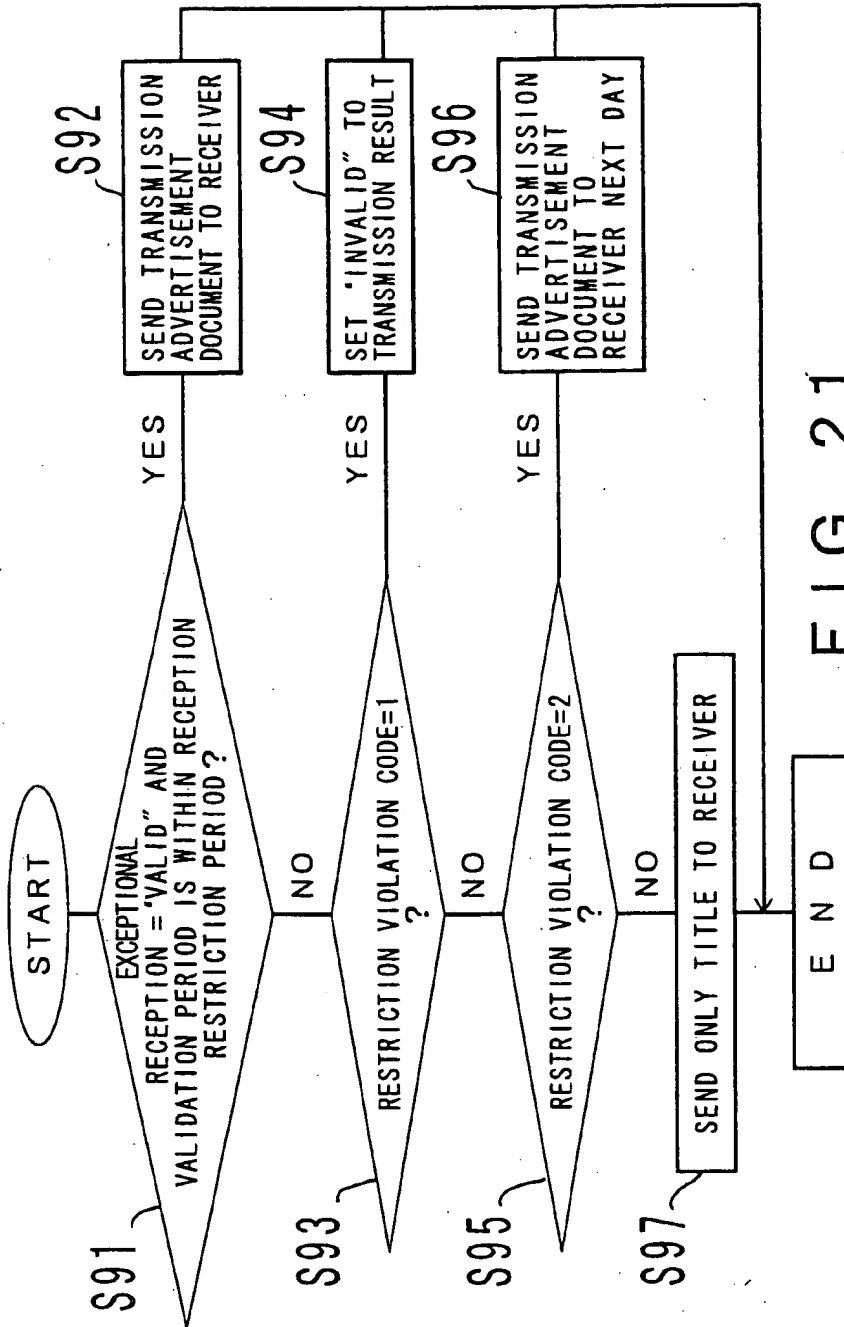 START
S91
EXCEPTIONAL
RECEPTION = "VALID" AND
VALIDATION PERIOD IS WITHIN RECEPTION
RESTRICTION PERIOD?
YES
S92
SEND TRANSMISSION
ADVERTISEMENT
DOCUMENT TO RECEIVER
NO
S93
RESTRICTION VIOLATION CODE=1
?
YES
S94
SET "INVALID" TO
TRANSMISSION RESULT
NO
S95
RESTRICTION VIOLATION CODE=2
?
YES
S96
SEND TRANSMISSION
ADVERTISEMENT
DOCUMENT TO
RECEIVER NEXT DAY
NO
S97
SEND ONLY TITLE TO RECEIVER
END
FIG 21